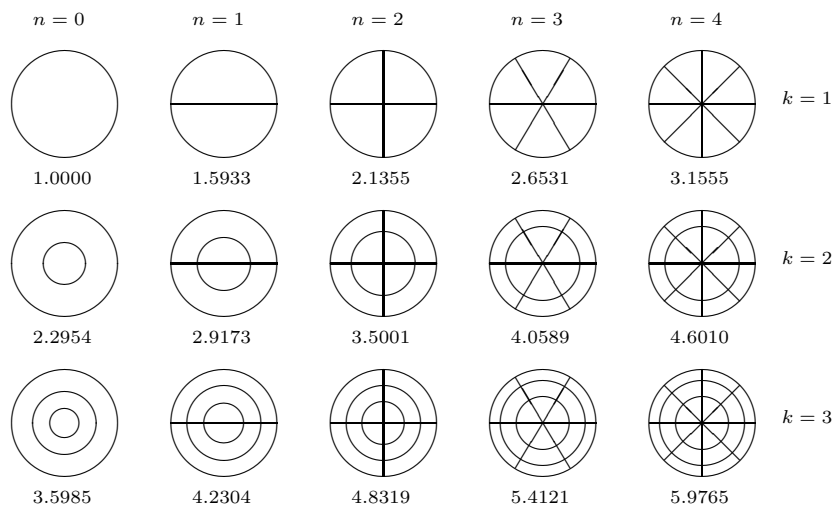 n = 0 n = 1 n = 2 n = 3 n = 4
k = 1
1.0000 1.5933 2.1355 2.6531 3.1555
k = 2
2.2954 2.9173 3.5001 4.0589 4.6010
k = 3
3.5985 4.2304 4.8319 5.4121 5.9765